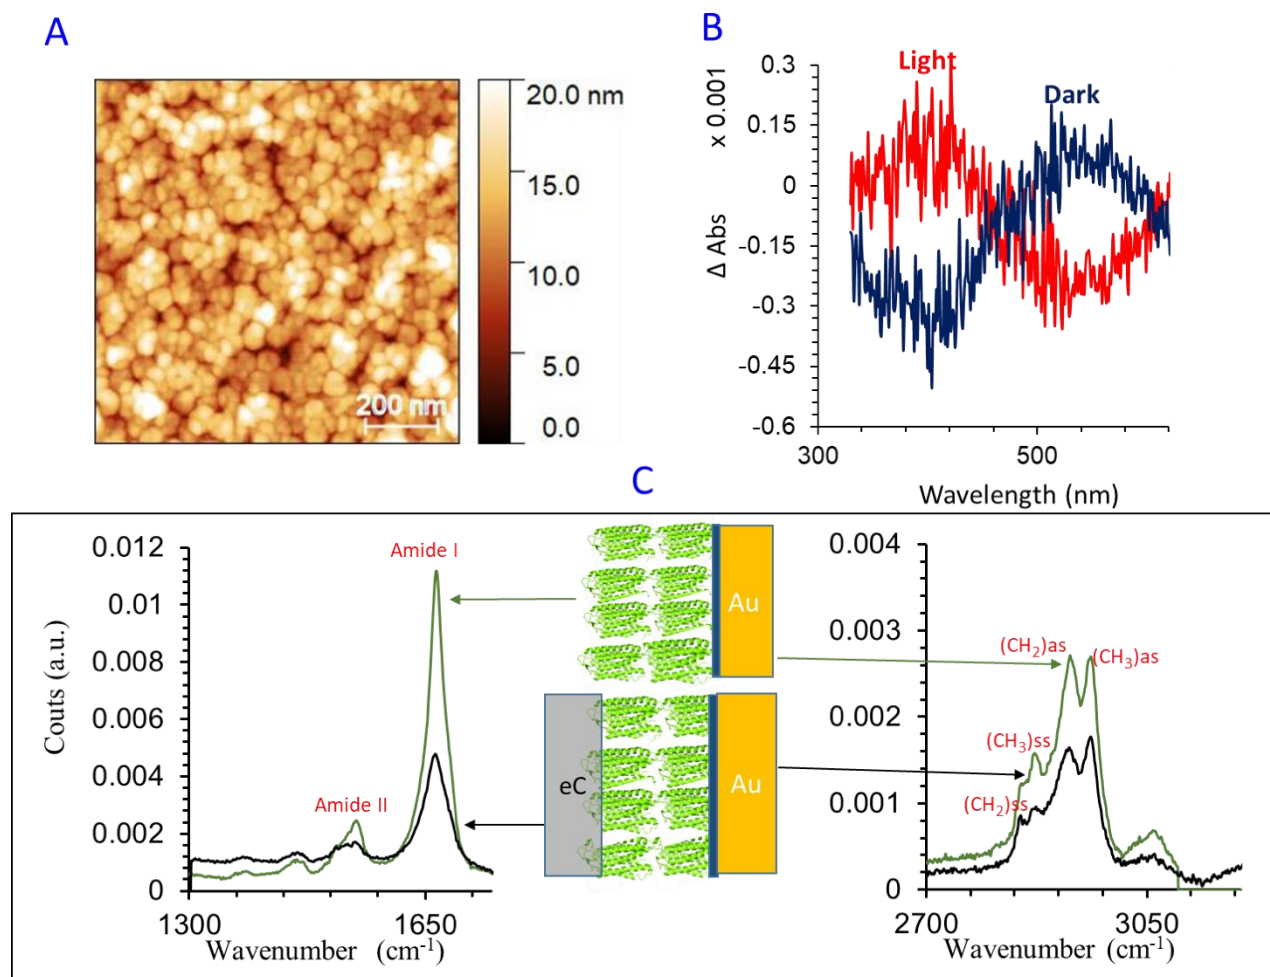 A
20.0 nm
15.0
10.0
5.0
0.0
200 nm
B
Light
Dark
x 0.001
Δ Abs
0.3
0.15
0
-0.15
-0.3
-0.45
-0.6
300
500
Wavelength (nm)
C
Couts (a.u.)
0.012
0.01
0.008
0.006
0.004
0.002
0
Amide I
Amide II
1300
1650
Wavenumber (cm-1)
Au
eC
Au
0.004
0.003
0.002
0.001
0
(CH2)as
(CH3)as
(CH3)ss
(CH2)ss
2700
3050
Wavenumber (cm-1)